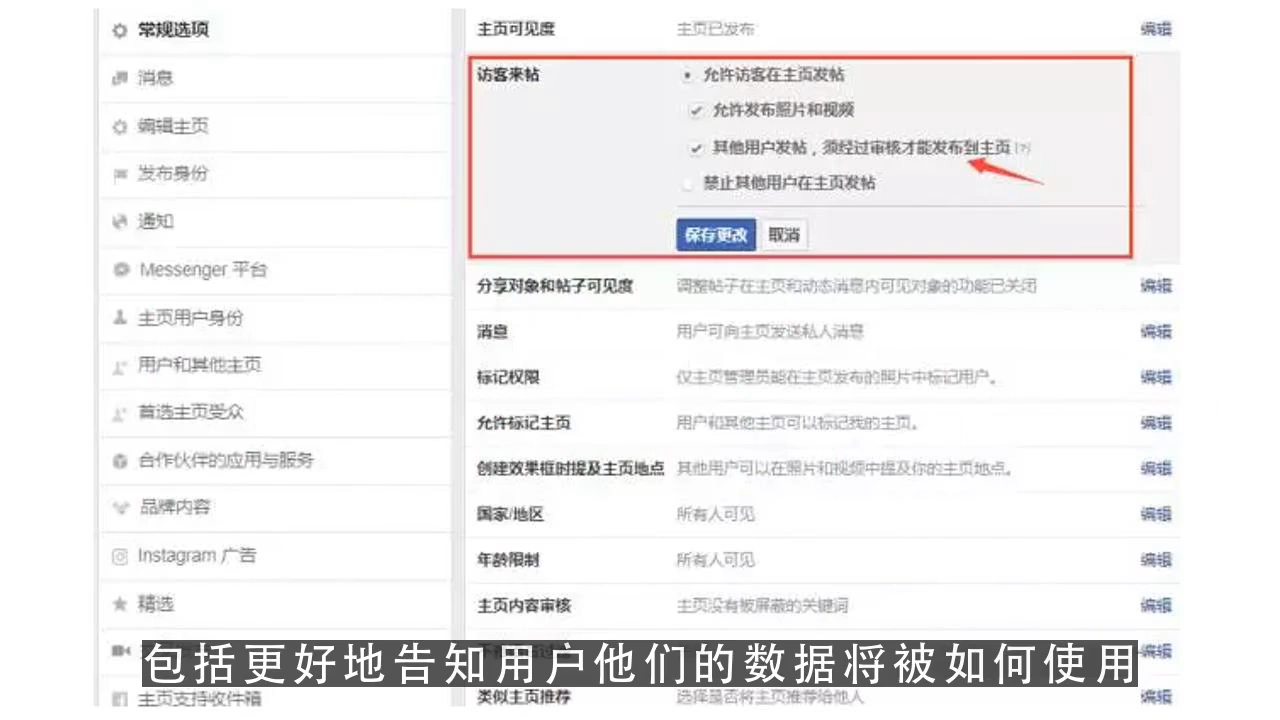 常规选项
消息
编辑主页
发布身份
通知
Messenger 平台
主页用户身份
用户和其他主页
首选主页受众
合作伙伴的应用与服务
品牌内容
Instagram 广告
精选
主页支持收件箱
主页可见度 主页已发布 编辑
访客来帖 允许访客在主页发帖
允许发布照片和视频
其他用户发帖，须经过审核才能发布到主页 [?]
禁止其他用户在主页发帖
保存更改 取消
分享对象和帖子可见度 调整帖子在主页和动态消息内可见对象的功能已关闭 编辑
消息 用户可向主页发送私人消息 编辑
标记权限 仅主页管理员能在主页发布的照片中标记用户。 编辑
允许标记主页 用户和其他主页可以标记我的主页。 编辑
创建效果框时提及主页地点 其他用户可以在照片和视频中提及你的主页地点。 编辑
国家/地区 所有人可见 编辑
年龄限制 所有人可见 编辑
主页内容审核 主页没有被屏蔽的关键词 编辑
编辑
类似主页推荐 选择是否将主页推荐给他人 编辑
包括更好地告知用户他们的数据将被如何使用